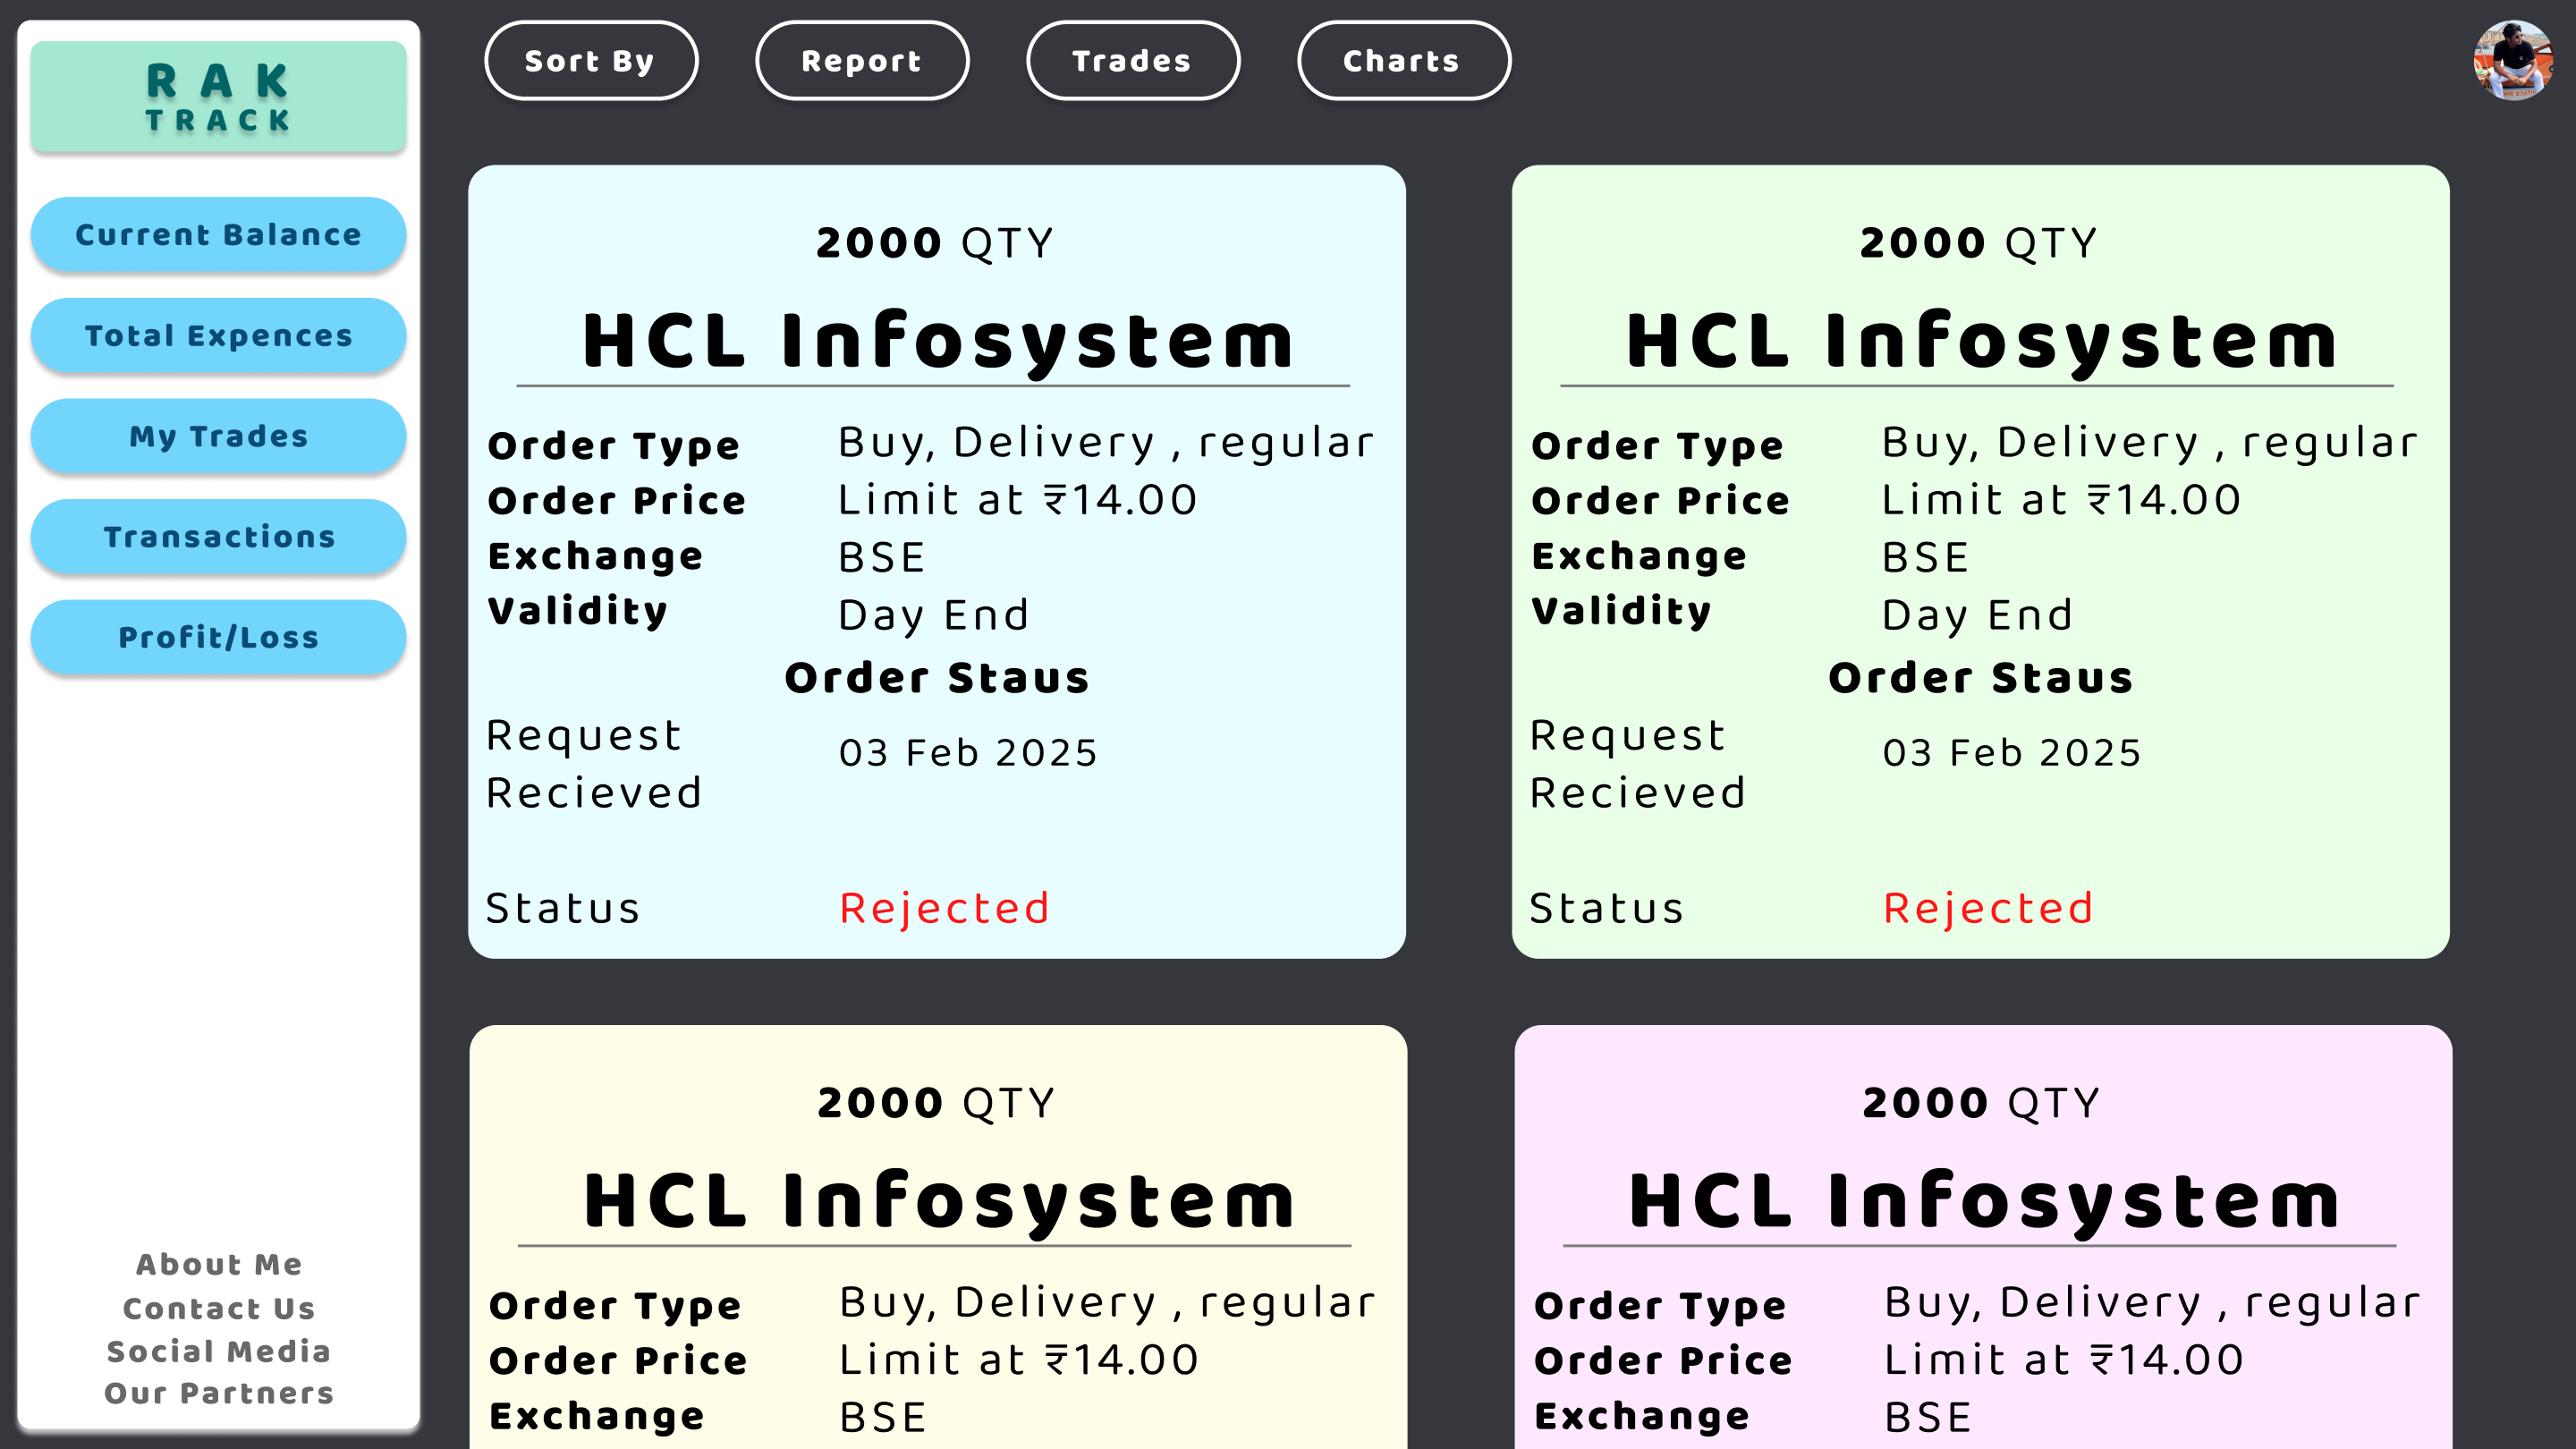 RAK
TRACK
Current Balance
Total Expences
My Trades
Transactions
Profit/Loss
About Me
Contact Us
Social Media
Our Partners
Sort By
Report
Trades
Charts
2000 QTY
HCL Infosystem
Order Type Buy, Delivery , regular
Order Price Limit at ₹14.00
Exchange BSE
Validity Day End
Order Staus
Request
Recieved
03 Feb 2025
Status Rejected
2000 QTY
HCL Infosystem
Order Type Buy, Delivery , regular
Order Price Limit at ₹14.00
Exchange BSE
Validity Day End
Order Staus
Request
Recieved
03 Feb 2025
Status Rejected
2000 QTY
HCL Infosystem
Order Type Buy, Delivery , regular
Order Price Limit at ₹14.00
Exchange BSE
2000 QTY
HCL Infosystem
Order Type Buy, Delivery , regular
Order Price Limit at ₹14.00
Exchange BSE